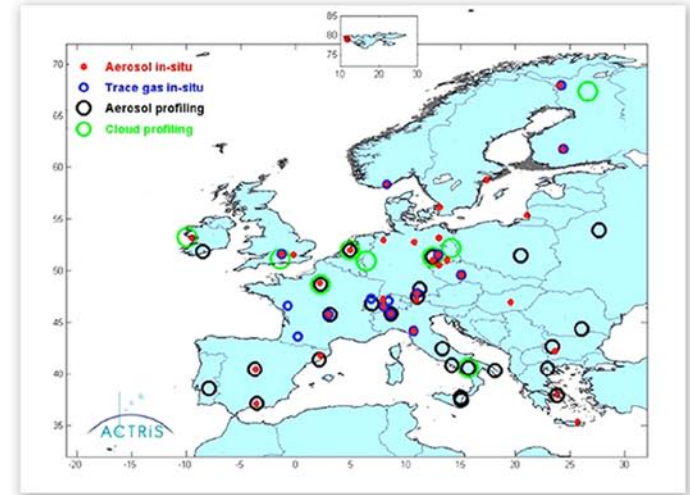 85
80
75
10 20 30
70
65
60
55
50
45
40
35
Aerosol in-situ
Trace gas in-situ
Aerosol profiling
Cloud profiling
ACTRiS
-20 -15 -10 -5 0 5 10 15 20 25 30